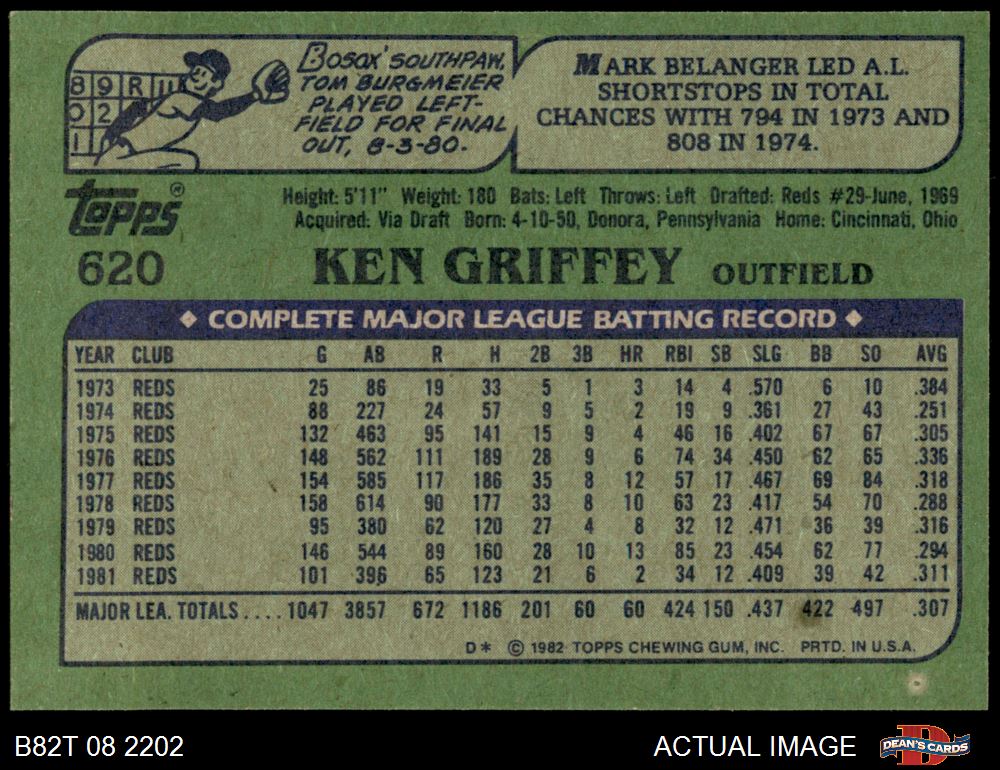 BOSOX' SOUTHPAW,
TOM BURGMEIER
PLAYED LEFT-
FIELD FOR FINAL
OUT, 8-3-80.
MARK BELANGER LED A.L.
SHORTSTOPS IN TOTAL
CHANCES WITH 794 IN 1973 AND
808 IN 1974.
8 9 R H
0 2
1
Topps®
Height: 5'11" Weight: 180 Bats: Left Throws: Left Drafted: Reds #29-June, 1969
Acquired: Via Draft Born: 4-10-50, Donora, Pennsylvania Home: Cincinnati, Ohio
620 KEN GRIFFEY OUTFIELD
◆ COMPLETE MAJOR LEAGUE BATTING RECORD ◆
YEAR CLUB G AB R H 2B 3B HR RBI SB SLG BB SO AVG
1973 REDS 25 86 19 33 5 1 3 14 4 .570 6 10 .384
1974 REDS 88 227 24 57 9 5 2 19 9 .361 27 43 .251
1975 REDS 132 463 95 141 15 9 4 46 16 .402 67 67 .305
1976 REDS 148 562 111 189 28 9 6 74 34 .450 62 65 .336
1977 REDS 154 585 117 186 35 8 12 57 17 .467 69 84 .318
1978 REDS 158 614 90 177 33 8 10 63 23 .417 54 70 .288
1979 REDS 95 380 62 120 27 4 8 32 12 .471 36 39 .316
1980 REDS 146 544 89 160 28 10 13 85 23 .454 62 77 .294
1981 REDS 101 396 65 123 21 6 2 34 12 .409 39 42 .311
MAJOR LEA. TOTALS.... 1047 3857 672 1186 201 60 60 424 150 .437 422 497 .307
D* © 1982 TOPPS CHEWING GUM, INC. PRTD. IN U.S.A.
B82T 08 2202
ACTUAL IMAGE
D
DEAN'S CARDS